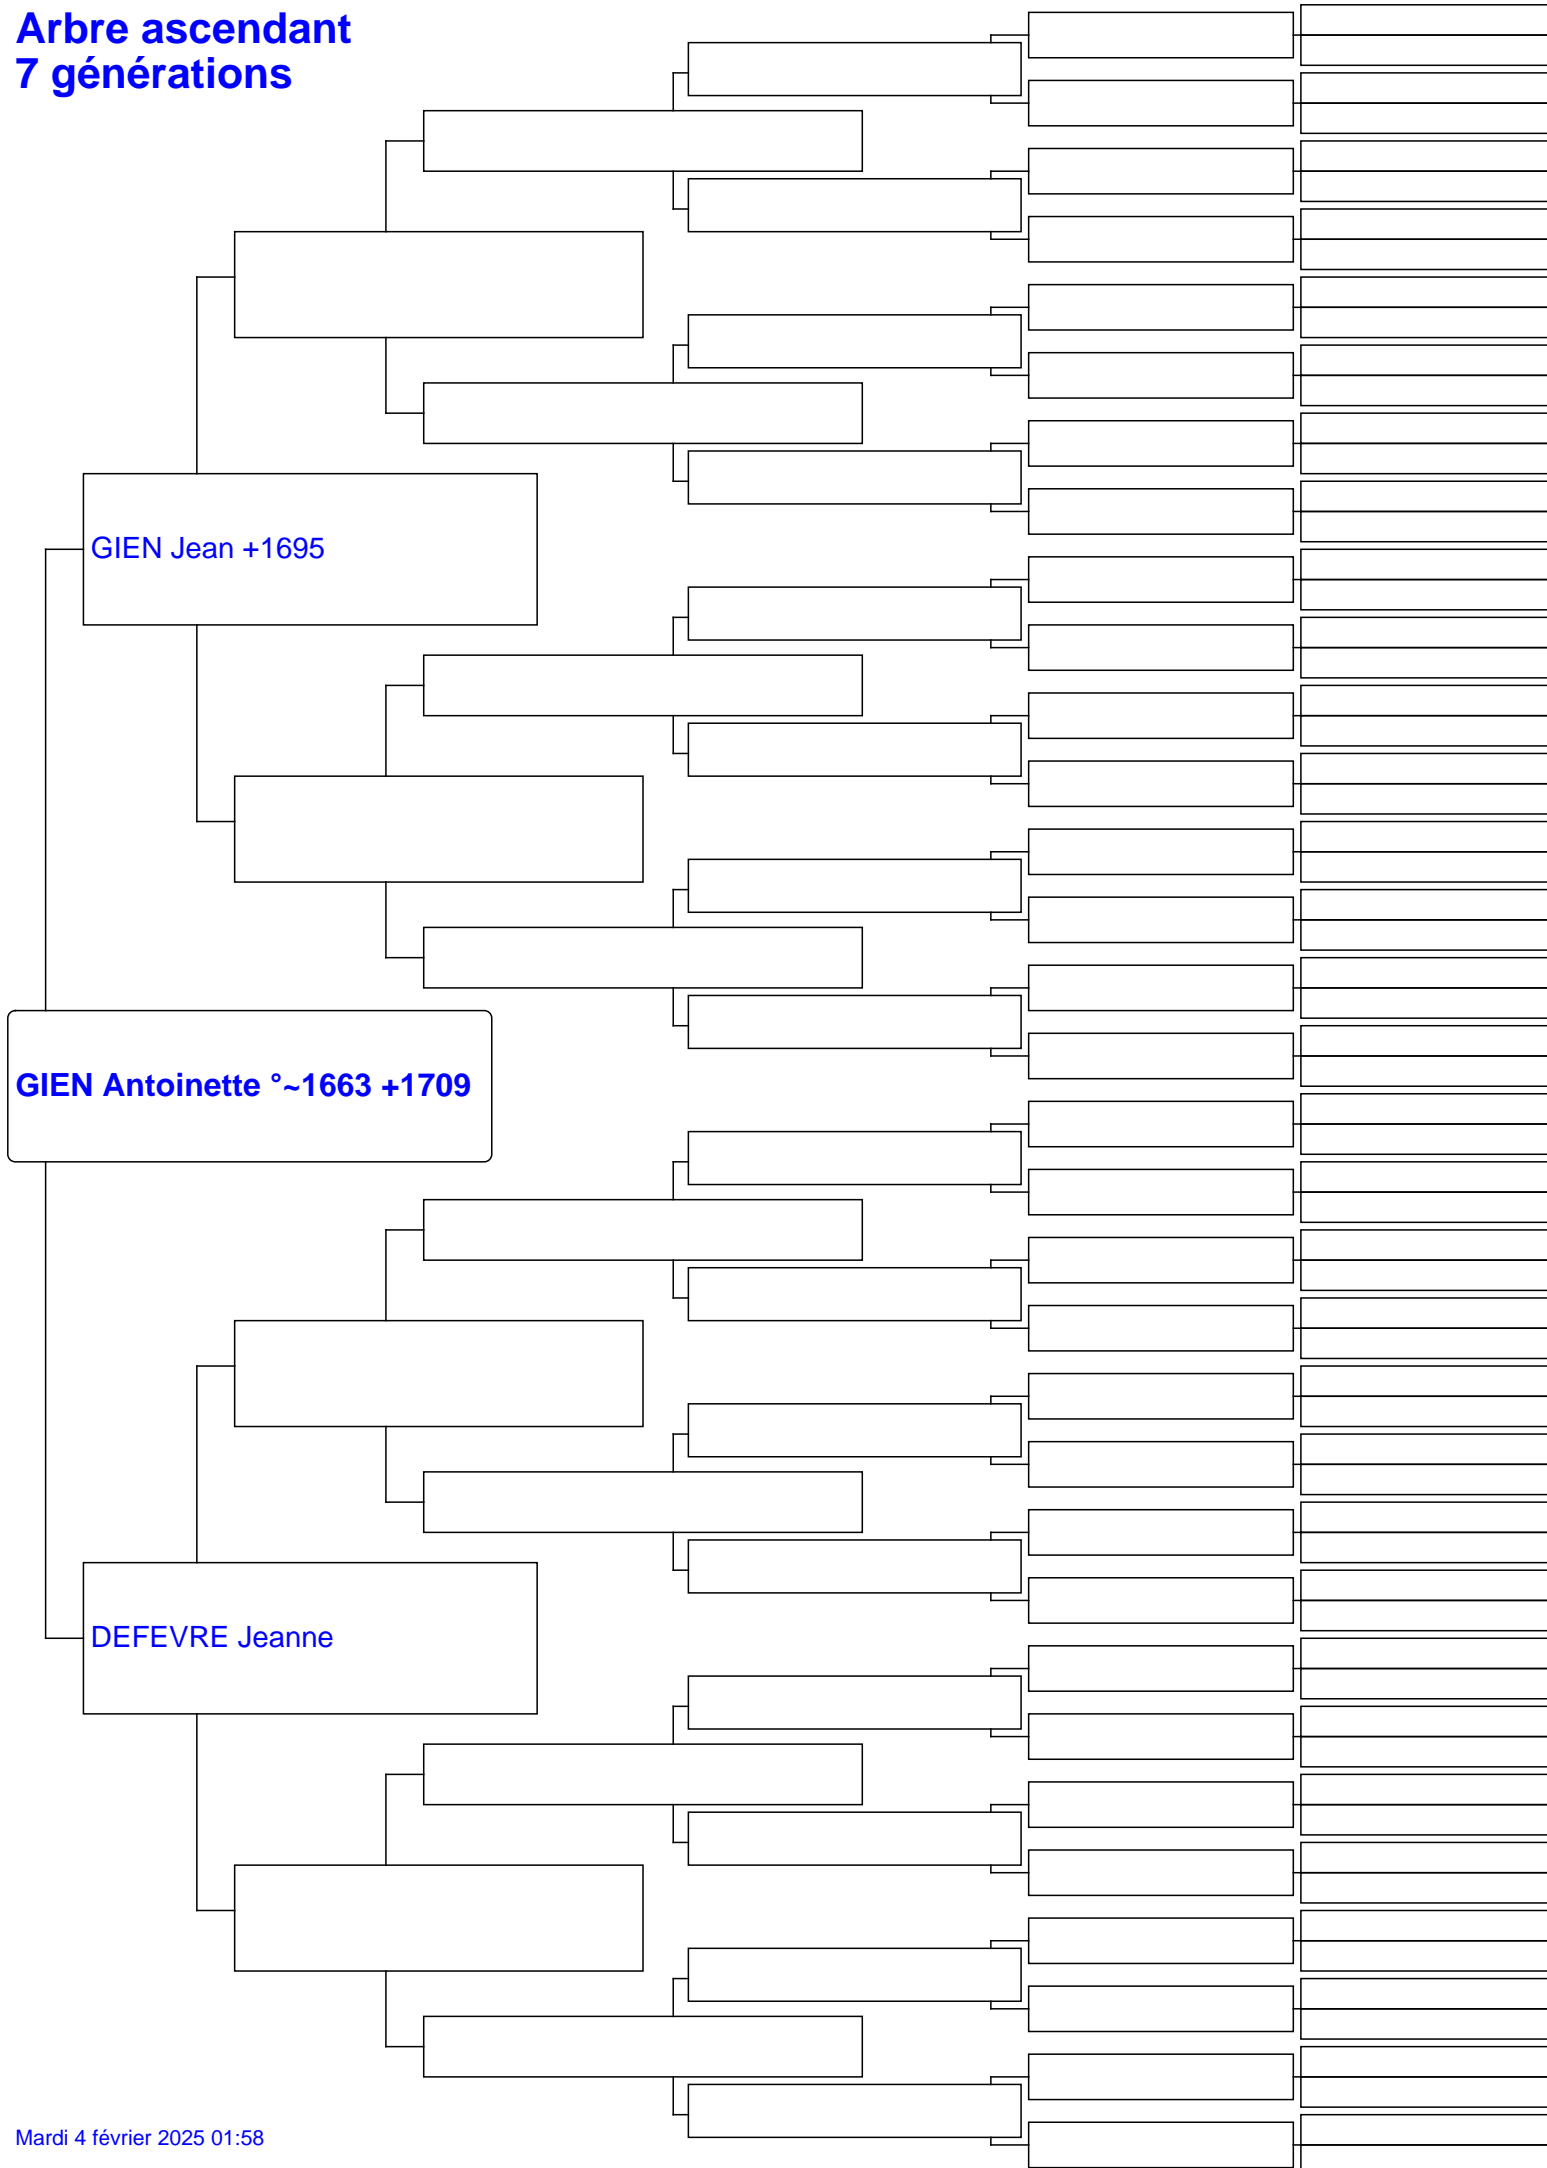 Arbre ascendant
7 générations
GIEN Jean +1695
GIEN Antoinette °~1663 +1709
DEFEVRE Jeanne
Mardi 4 février 2025 01:58